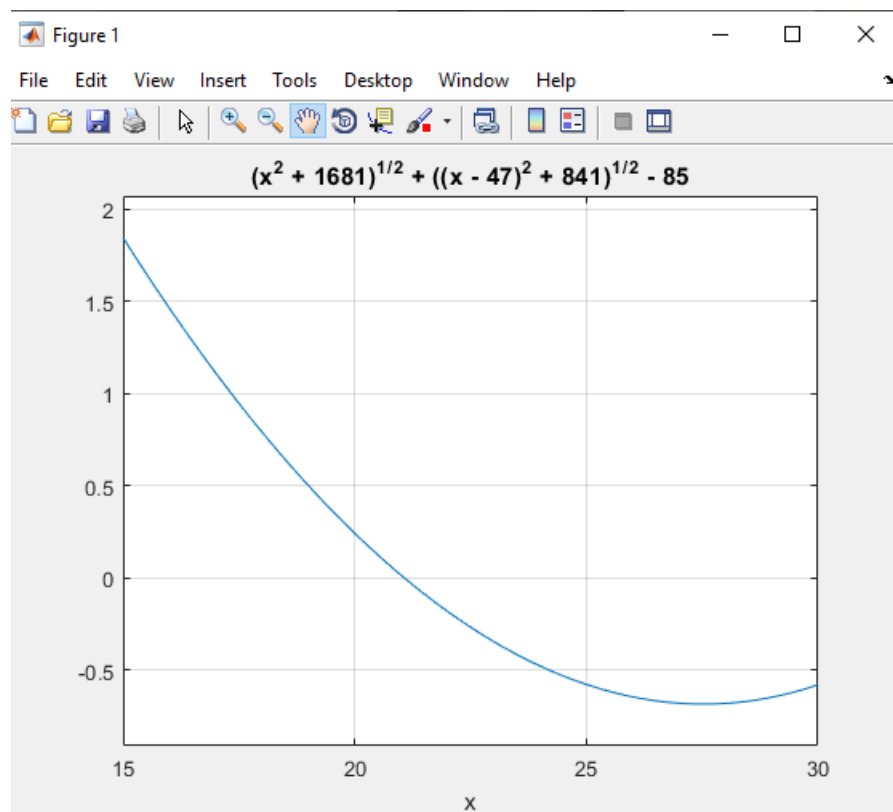 Figure 1
File Edit View Insert Tools Desktop Window Help
(x² + 1681)^{1/2} + ((x - 47)² + 841)^{1/2} - 85
2
1.5
1
0.5
0
-0.5
15 20 25 30
x